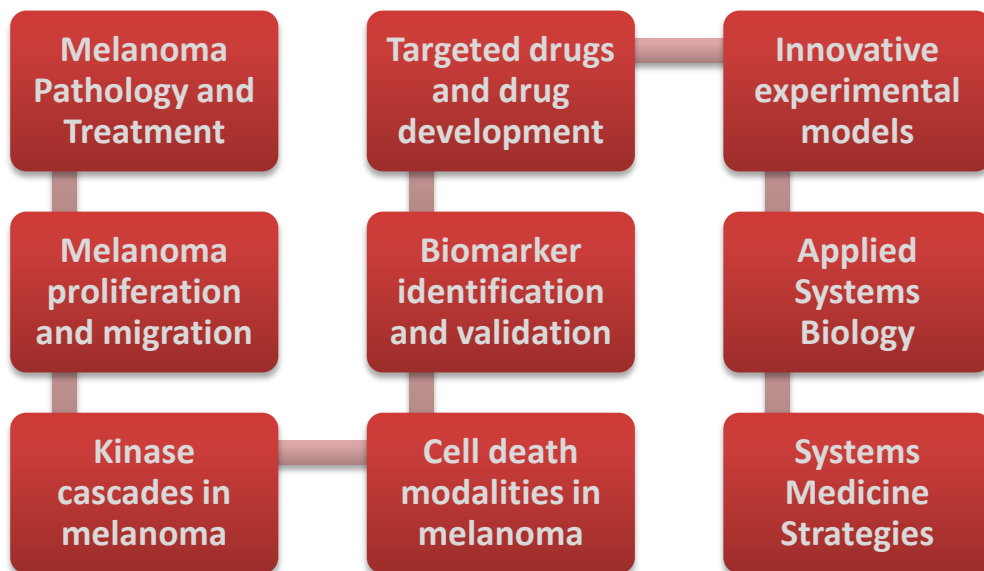 Melanoma
Pathology and
Treatment
Melanoma
proliferation
and migration
Kinase
cascades in
melanoma
Cell death
modalities in
melanoma
Biomarker
identification
and validation
Targeted drugs
and drug
development
Innovative
experimental
models
Applied
Systems
Biology
Systems
Medicine
Strategies